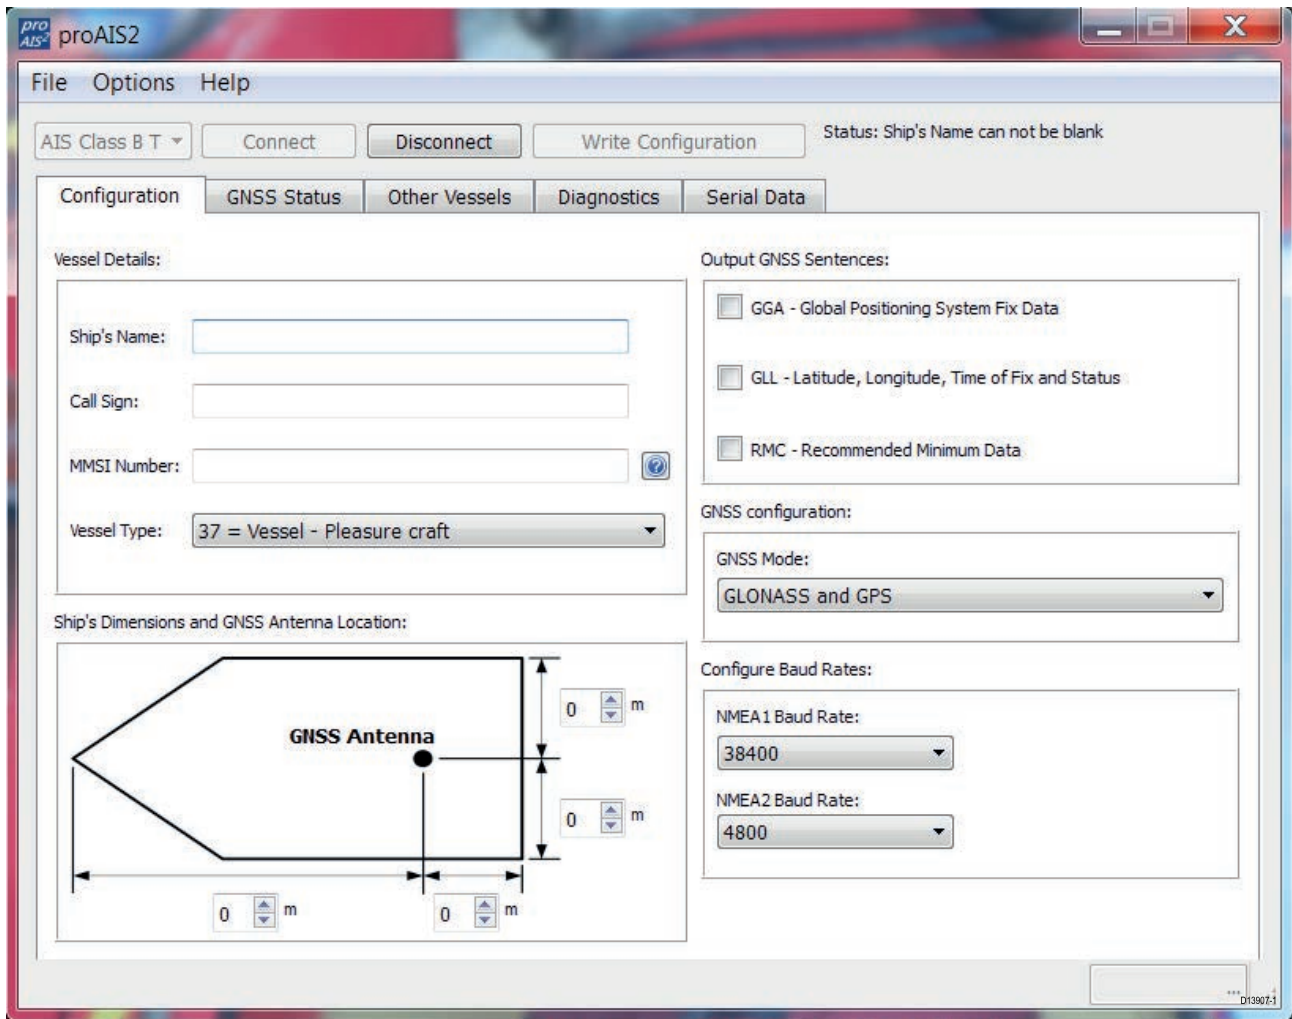 pro
AIS²
proAIS2
File Options Help
AIS Class B T Connect Disconnect Write Configuration Status: Ship's Name can not be blank
Configuration GNSS Status Other Vessels Diagnostics Serial Data
Vessel Details:
Ship's Name:
Call Sign:
MMSI Number: ?
Vessel Type: 37 = Vessel - Pleasure craft
Ship's Dimensions and GNSS Antenna Location:
GNSS Antenna
0 m
0 m
0 m 0 m
Output GNSS Sentences:
GGA - Global Positioning System Fix Data
GLL - Latitude, Longitude, Time of Fix and Status
RMC - Recommended Minimum Data
GNSS configuration:
GNSS Mode:
GLONASS and GPS
Configure Baud Rates:
NMEA1 Baud Rate:
38400
NMEA2 Baud Rate:
4800
...
D13907-1